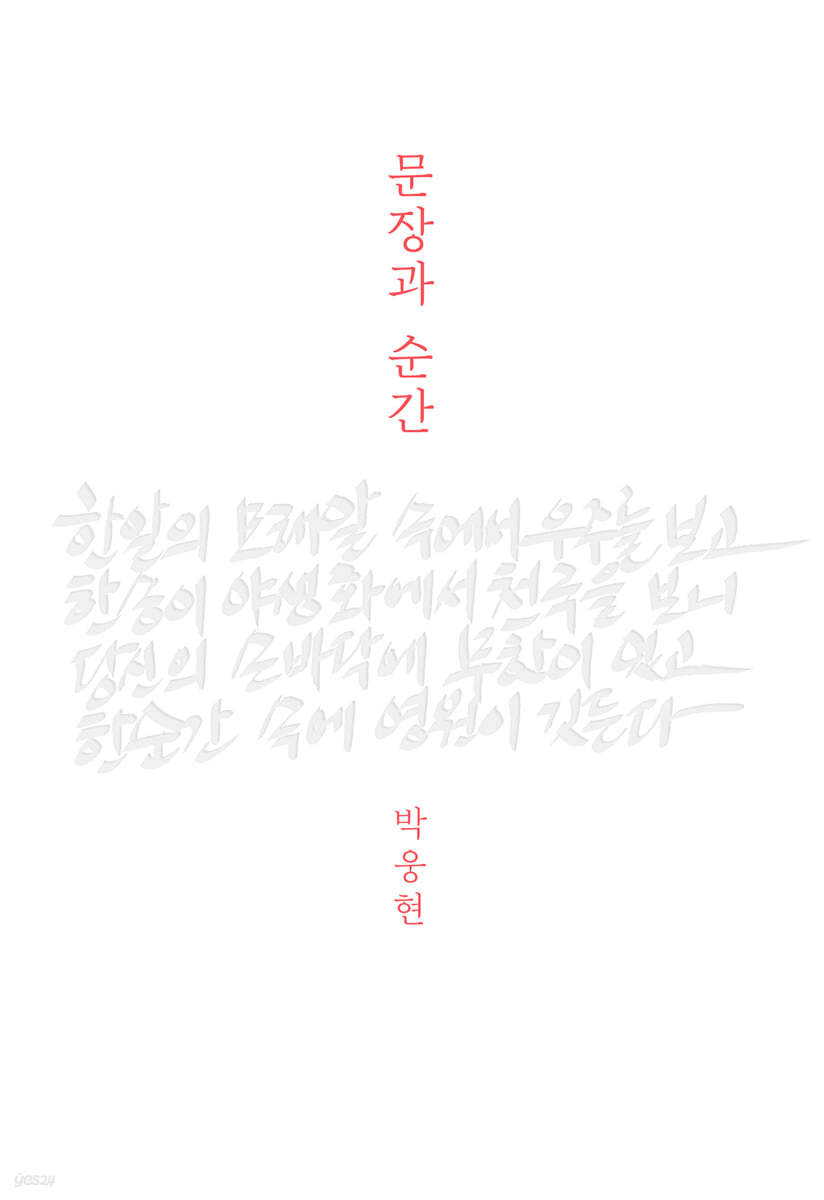 문장과 순간
한 알의 모래알 속에서 우주를 보고
한 송이 야생화에서 천국을 보니
당신의 손바닥에 무한이 있고
한 순간 속에 영원이 깃든다
박웅현
yes24